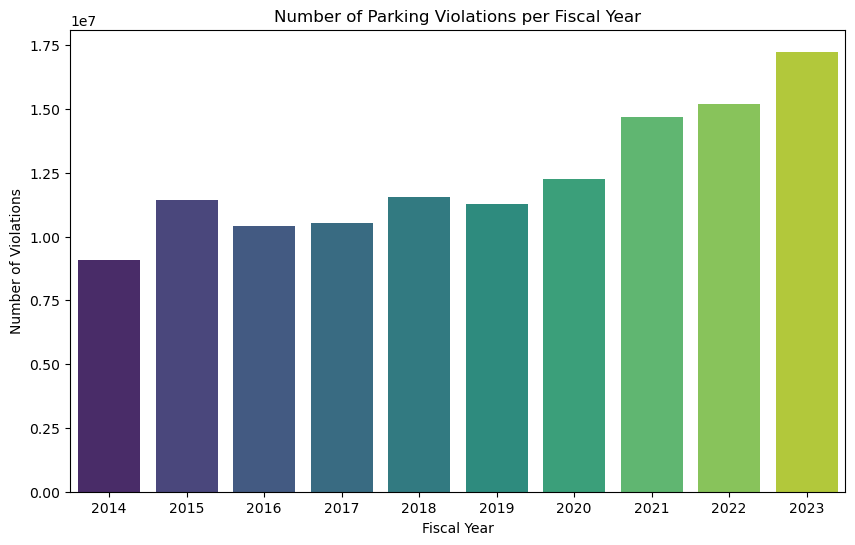 Number of Parking Violations per Fiscal Year
1e7
1.75
1.50
1.25
1.00
0.75
0.50
0.25
0.00
Number of Violations
2014 2015 2016 2017 2018 2019 2020 2021 2022 2023
Fiscal Year